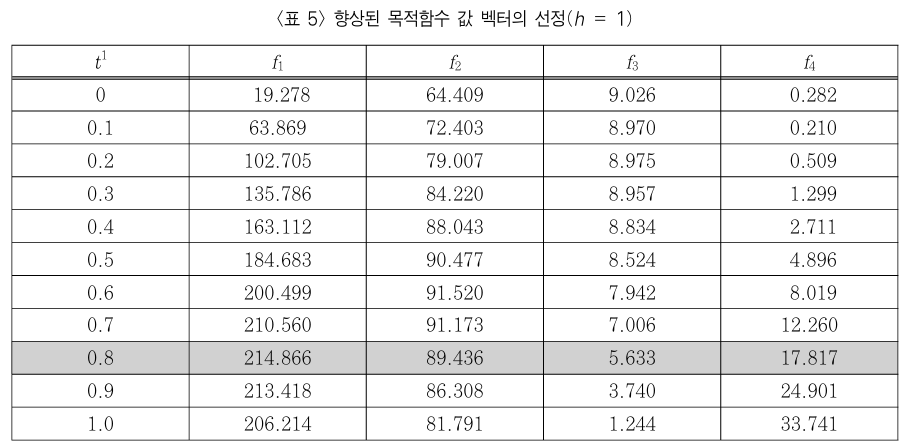 〈표 5〉 향상된 목적함수 값 벡터의 선정(h = 1)
t¹ f₁ f₂ f₃ f₄
0 19.278 64.409 9.026 0.282
0.1 63.869 72.403 8.970 0.210
0.2 102.705 79.007 8.975 0.509
0.3 135.786 84.220 8.957 1.299
0.4 163.112 88.043 8.834 2.711
0.5 184.683 90.477 8.524 4.896
0.6 200.499 91.520 7.942 8.019
0.7 210.560 91.173 7.006 12.260
0.8 214.866 89.436 5.633 17.817
0.9 213.418 86.308 3.740 24.901
1.0 206.214 81.791 1.244 33.741